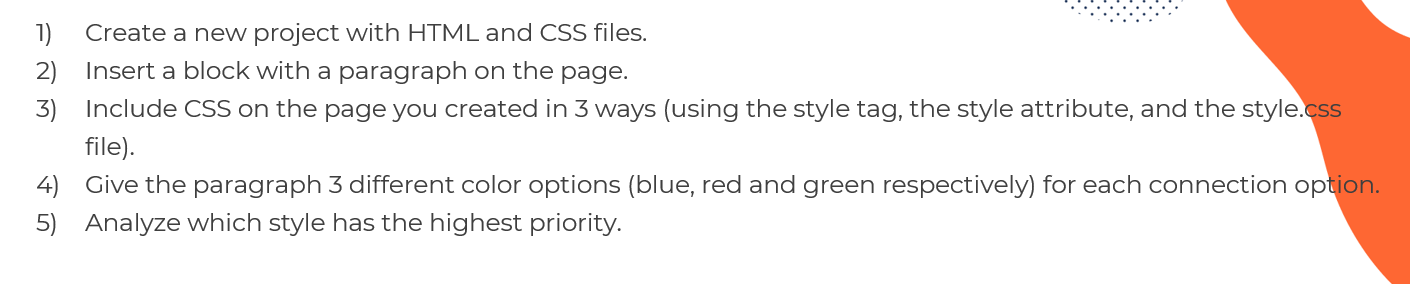 1) Create a new project with HTML and CSS files.
2) Insert a block with a paragraph on the page.
3) Include CSS on the page you created in 3 ways (using the style tag, the style attribute, and the style.css
file).
4) Give the paragraph 3 different color options (blue, red and green respectively) for each connection option.
5) Analyze which style has the highest priority.